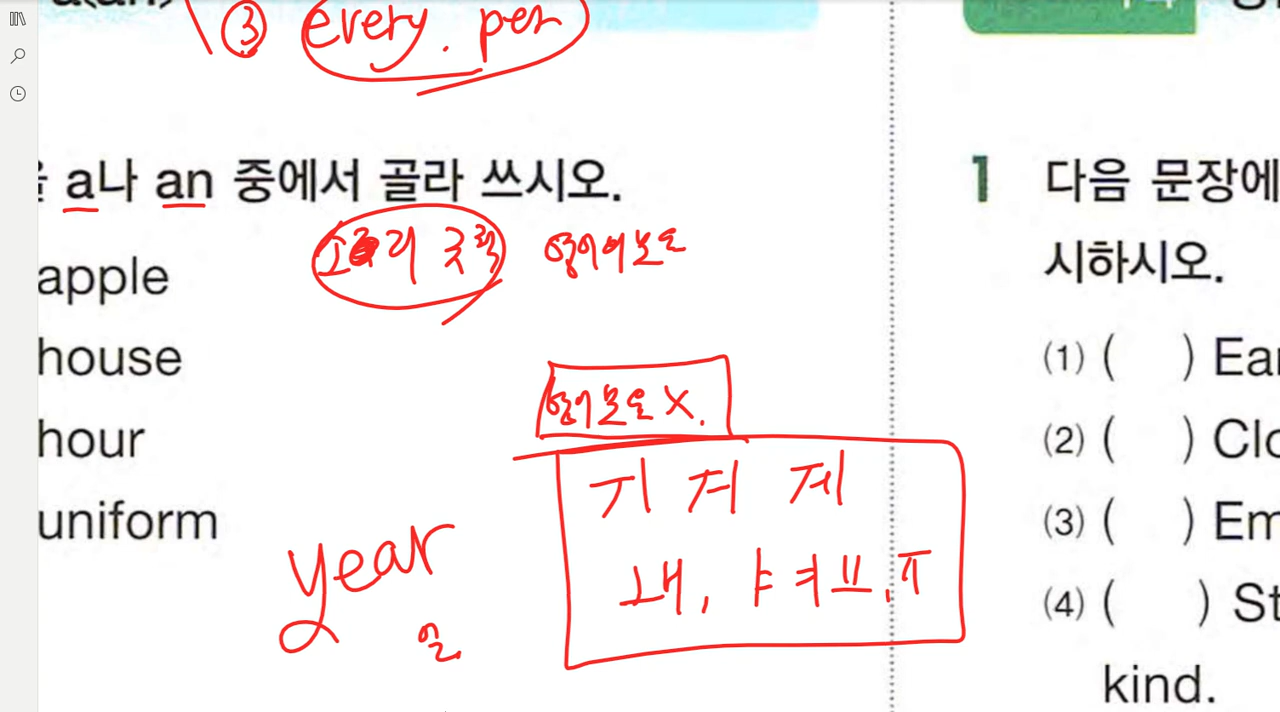 ③ every. per
a나 an 중에서 골라 쓰시오.
소리 규칙 영어모음
apple
house
hour
uniform
영어모음 X.
ㅟ ㅝ ㅞ
ㅙ, ㅑ ㅕ ㅛ, ㅠ
year
1 다음 문장에
시하시오.
(1) ( ) Ear
(2) ( ) Clo
(3) ( ) Em
(4) ( ) St
kind.